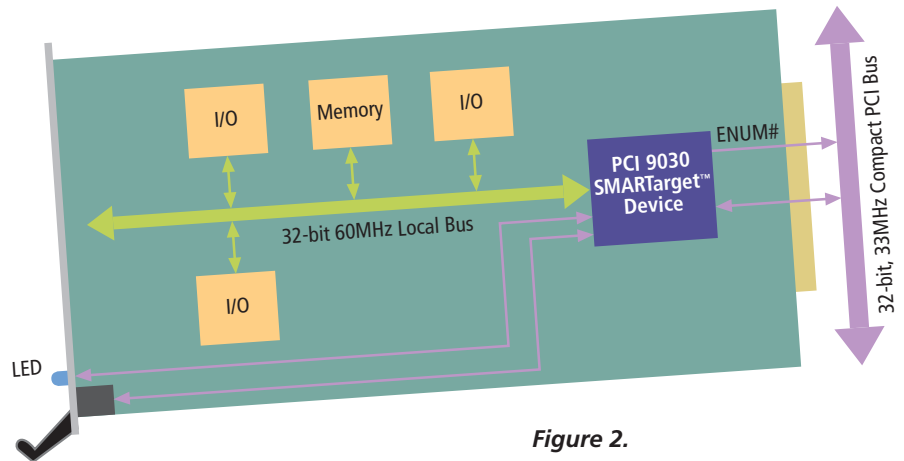 I/O
Memory
I/O
ENUM#
PCI 9030
SMARTarget™
Device
32-bit 60MHz Local Bus
I/O
LED
32-bit, 33MHz Compact PCI Bus
Figure 2.